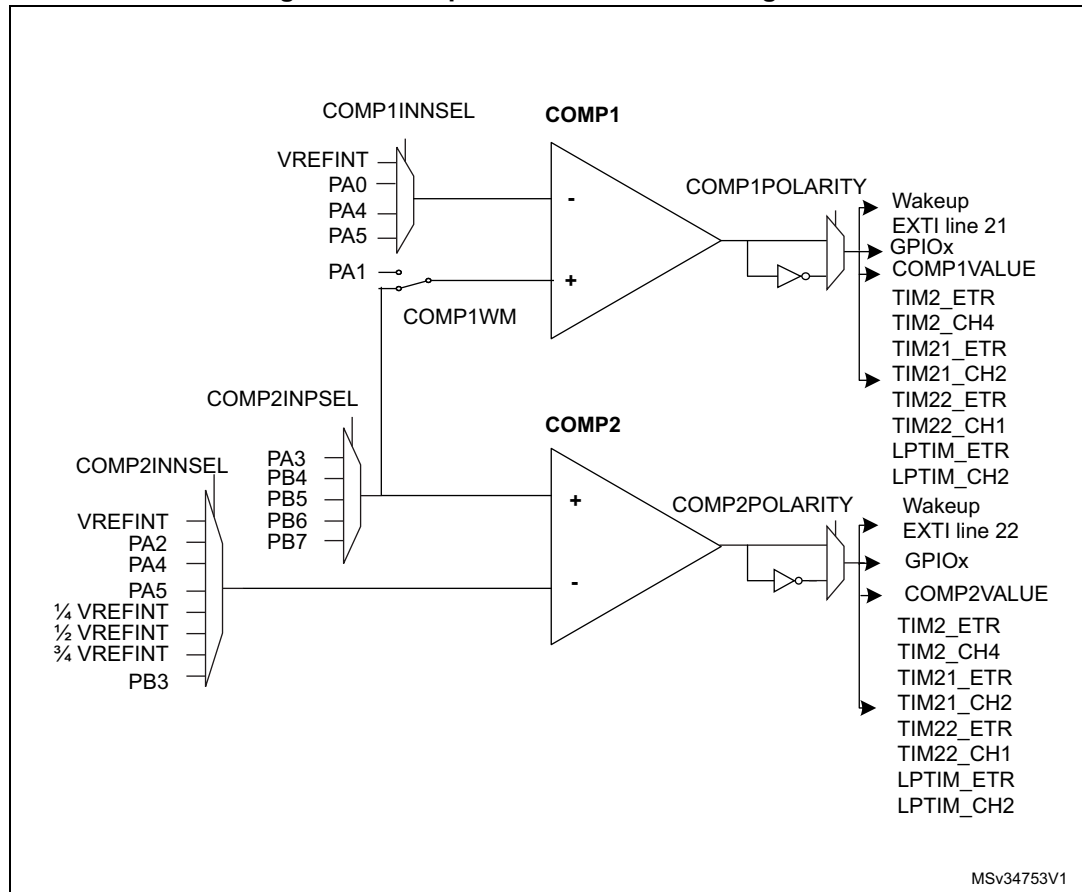 COMP1INNSEL
COMP1
VREFINT
PA0
PA4
PA5
-
COMP1POLARITY
Wakeup
EXTI line 21
GPIOx
COMP1VALUE
TIM2_ETR
TIM2_CH4
TIM21_ETR
TIM21_CH2
TIM22_ETR
TIM22_CH1
LPTIM_ETR
LPTIM_CH2
PA1
+
COMP1WM
COMP2INPSEL
COMP2
PA3
PB4
PB5
PB6
PB7
COMP2INNSEL
VREFINT
PA2
PA4
PA5
¼ VREFINT
½ VREFINT
¾ VREFINT
PB3
+
-
COMP2POLARITY
Wakeup
EXTI line 22
GPIOx
COMP2VALUE
TIM2_ETR
TIM2_CH4
TIM21_ETR
TIM21_CH2
TIM22_ETR
TIM22_CH1
LPTIM_ETR
LPTIM_CH2
MSv34753V1